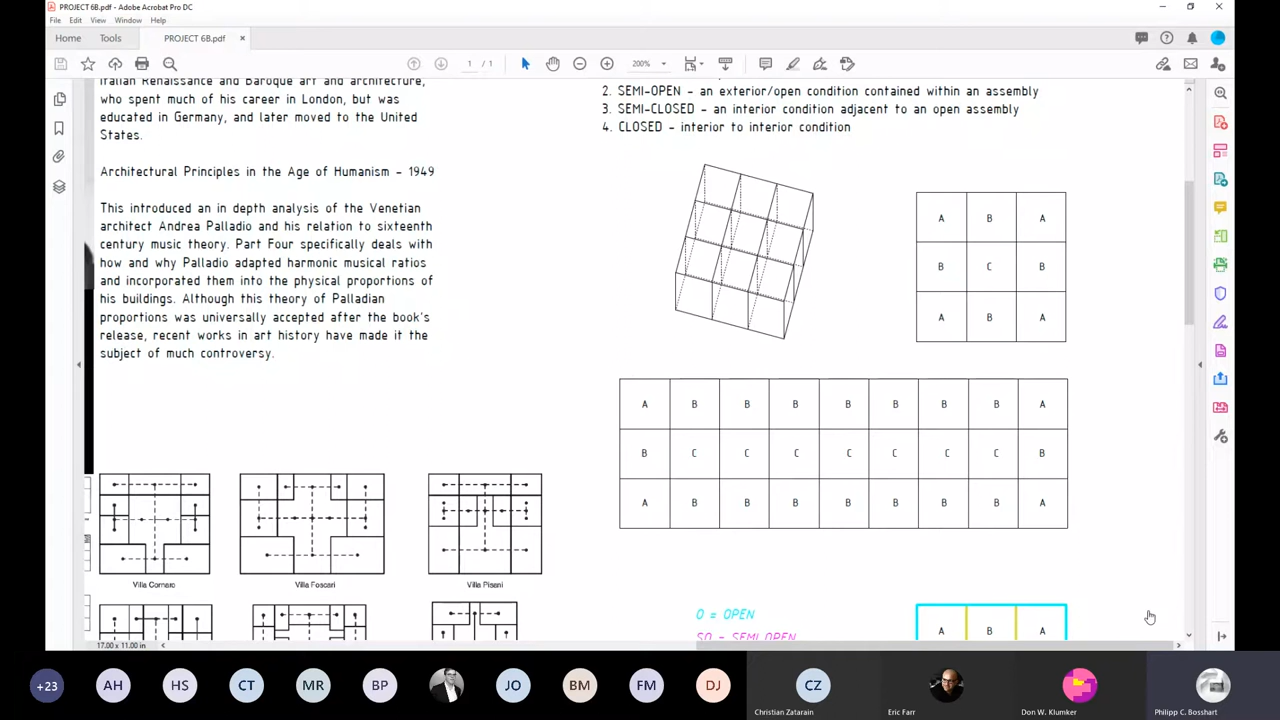 PROJECT 6B.pdf - Adobe Acrobat Pro DC
File Edit View Window Help
Home Tools PROJECT 6B.pdf ×
1 / 1 200%
Italian Renaissance and Baroque art and architecture,
who spent much of his career in London, but was
educated in Germany, and later moved to the United
States.
Architectural Principles in the Age of Humanism - 1949
This introduced an in depth analysis of the Venetian
architect Andrea Palladio and his relation to sixteenth
century music theory. Part Four specifically deals with
how and why Palladio adapted harmonic musical ratios
and incorporated them into the physical proportions of
his buildings. Although this theory of Palladian
proportions was universally accepted after the book's
release, recent works in art history have made it the
subject of much controversy.
Villa Cornaro Villa Foscari Villa Pisani
2. SEMI-OPEN - an exterior/open condition contained within an assembly
3. SEMI-CLOSED - an interior condition adjacent to an open assembly
4. CLOSED - interior to interior condition
A B A
B C B
A B A
A B B B B B B B A
B C C C C C C C B
A B B B B B B B A
O = OPEN
SO = SEMI OPEN
A B A
17.00 x 11.00 in
+23 AH HS CT MR BP JO BM FM DJ CZ
Christian Zatarain Eric Farr Don W. Klumker Philipp C. Bosshart